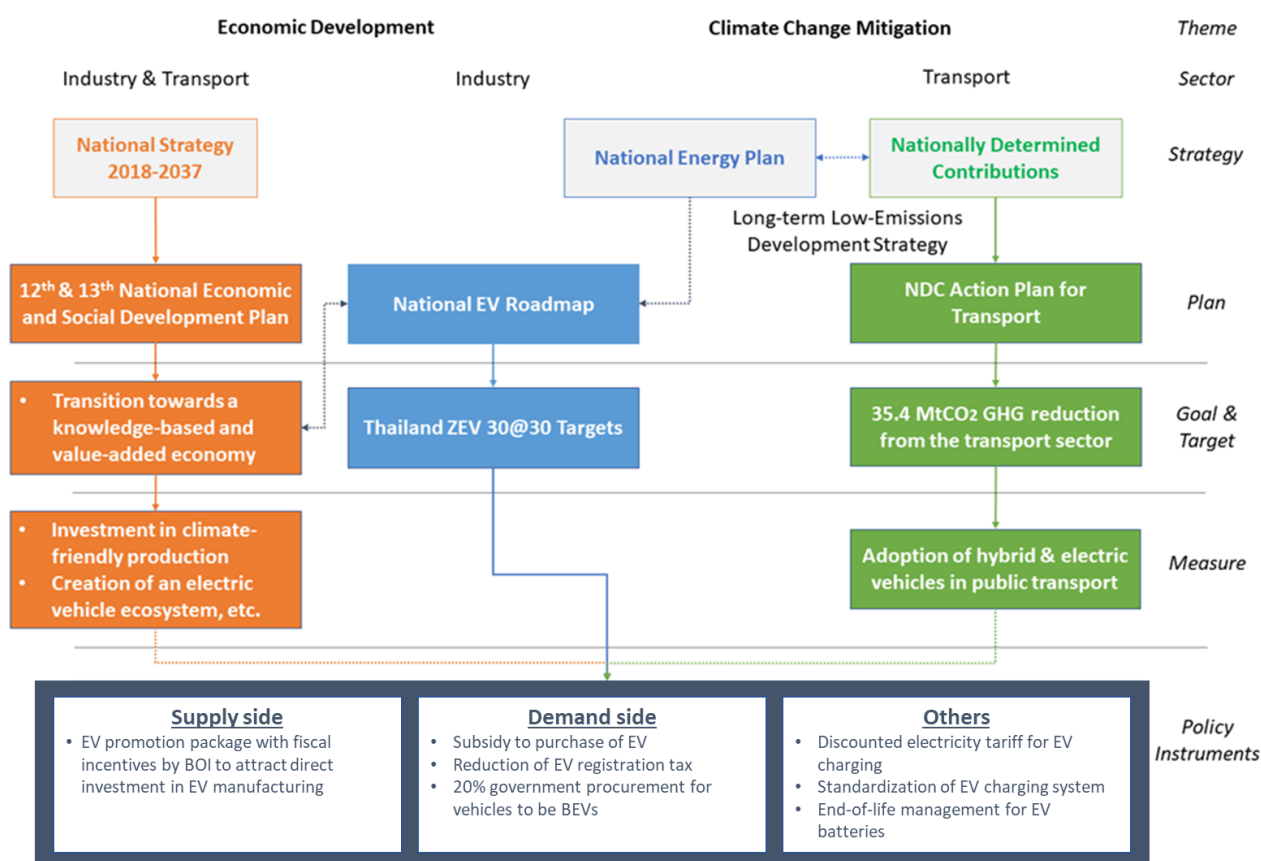 Economic Development
Climate Change Mitigation
Theme
Industry & Transport
Industry
Transport
Sector
National Strategy
2018-2037
National Energy Plan
Nationally Determined
Contributions
Strategy
Long-term Low-Emissions
Development Strategy
12th & 13th National Economic
and Social Development Plan
National EV Roadmap
NDC Action Plan for
Transport
Plan
• Transition towards a
knowledge-based and
value-added economy
Thailand ZEV 30@30 Targets
35.4 MtCO2 GHG reduction
from the transport sector
Goal &
Target
• Investment in climate-
friendly production
• Creation of an electric
vehicle ecosystem, etc.
Adoption of hybrid & electric
vehicles in public transport
Measure
Supply side
• EV promotion package with fiscal
incentives by BOI to attract direct
investment in EV manufacturing
Demand side
• Subsidy to purchase of EV
• Reduction of EV registration tax
• 20% government procurement for
vehicles to be BEVs
Others
• Discounted electricity tariff for EV
charging
• Standardization of EV charging system
• End-of-life management for EV
batteries
Policy
Instruments